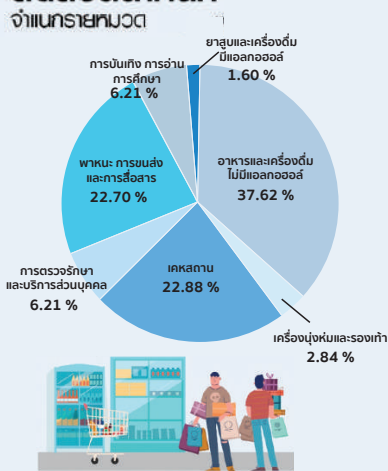 จำแนกรายหมวด
ยาสูบและเครื่องดื่ม
มีแอลกอฮอล์
1.60 %
การบันเทิง การอ่าน
การศึกษา
6.21 %
พาหนะ การขนส่ง
และการสื่อสาร
22.70 %
อาหารและเครื่องดื่ม
ไม่มีแอลกอฮอล์
37.62 %
การตรวจรักษา
และบริการส่วนบุคคล
6.21 %
เคหสถาน
22.88 %
เครื่องนุ่งห่มและรองเท้า
2.84 %